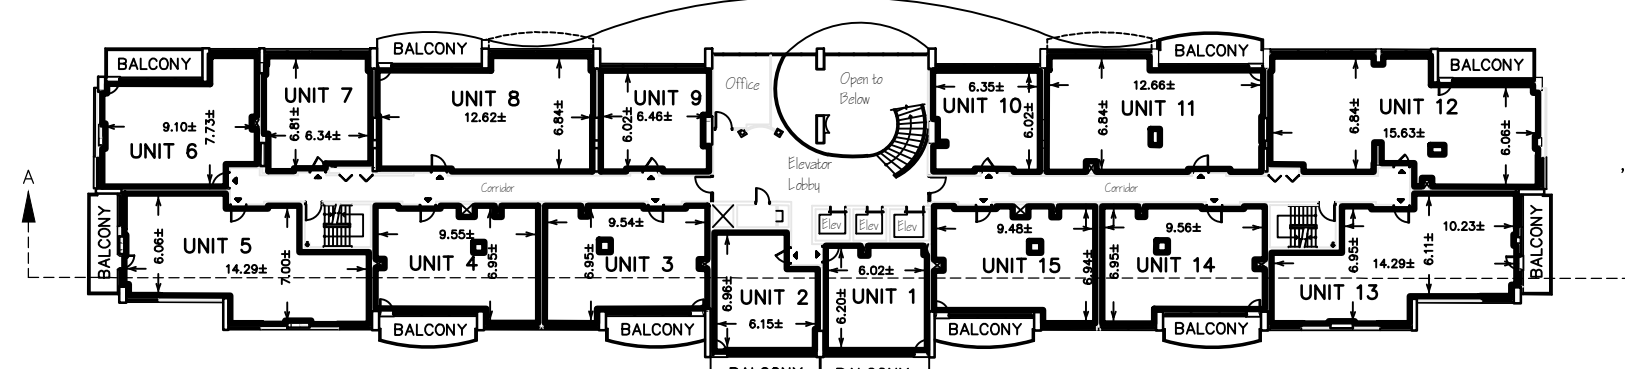 BALCONY
BALCONY
BALCONY
BALCONY
UNIT 6
9.10±
7.73±
UNIT 7
6.81±
6.34±
UNIT 8
12.62±
6.84±
UNIT 9
6.46±
6.02±
Office
Open to
Below
Elevator
Lobby
UNIT 10
6.35±
6.02±
UNIT 11
12.66±
6.84±
UNIT 12
15.63±
6.84±
6.06±
A
Corridor
Corridor
Elev
Elev
Elev
BALCONY
UNIT 5
6.06±
14.29±
7.00±
UNIT 4
9.55±
6.95±
UNIT 3
9.54±
6.95±
UNIT 2
6.96±
6.15±
UNIT 1
6.02±
6.20±
UNIT 15
9.48±
6.94±
UNIT 14
9.56±
6.95±
UNIT 13
6.95±
14.29±
6.11±
10.23±
BALCONY
BALCONY
BALCONY
BALCONY
BALCONY
BALCONY
BALCONY